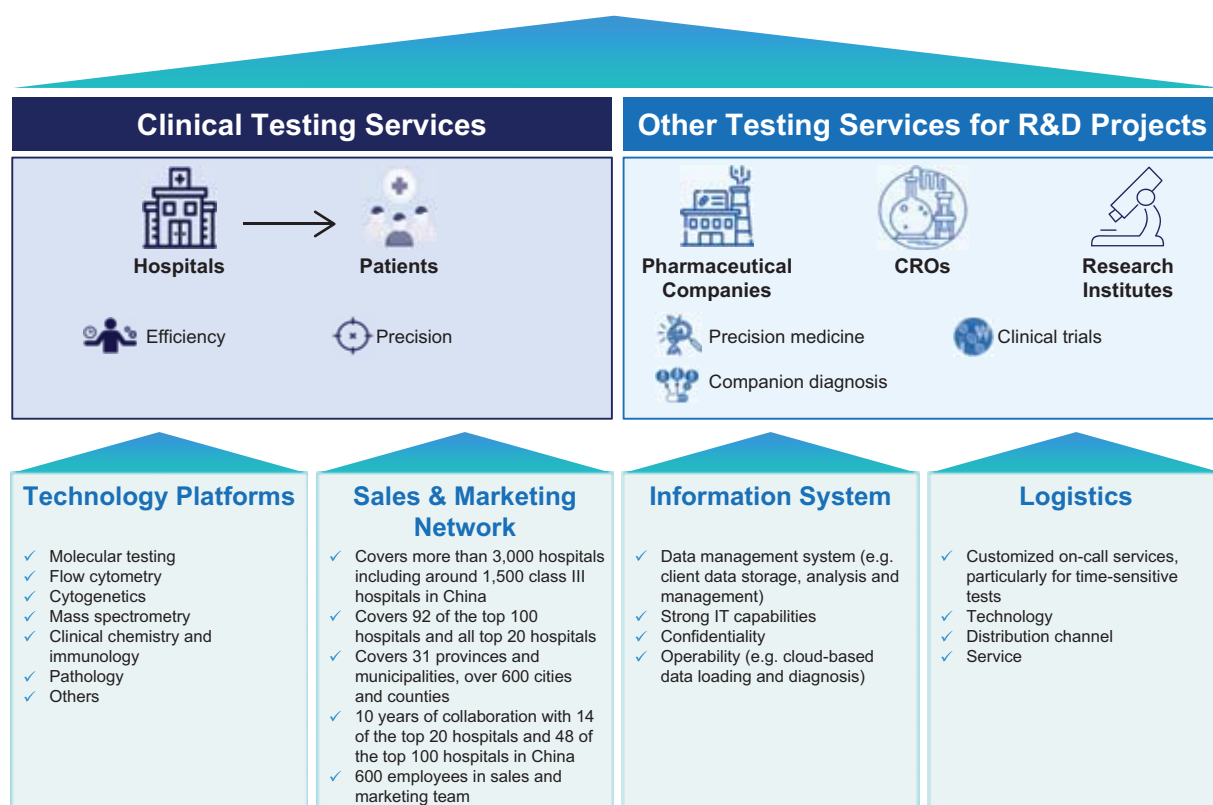 Clinical Testing Services
Other Testing Services for R&D Projects
Hospitals
Patients
Efficiency
Precision
Pharmaceutical
Companies
CROs
Research
Institutes
Precision medicine
Clinical trials
Companion diagnosis
Technology Platforms
✓ Molecular testing
✓ Flow cytometry
✓ Cytogenetics
✓ Mass spectrometry
✓ Clinical chemistry and
immunology
✓ Pathology
✓ Others
Sales & Marketing
Network
✓ Covers more than 3,000 hospitals
including around 1,500 class III
hospitals in China
✓ Covers 92 of the top 100
hospitals and all top 20 hospitals
✓ Covers 31 provinces and
municipalities, over 600 cities
and counties
✓ 10 years of collaboration with 14
of the top 20 hospitals and 48 of
the top 100 hospitals in China
✓ 600 employees in sales and
marketing team
Information System
✓ Data management system (e.g.
client data storage, analysis and
management)
✓ Strong IT capabilities
✓ Confidentiality
✓ Operability (e.g. cloud-based
data loading and diagnosis)
Logistics
✓ Customized on-call services,
particularly for time-sensitive
tests
✓ Technology
✓ Distribution channel
✓ Service